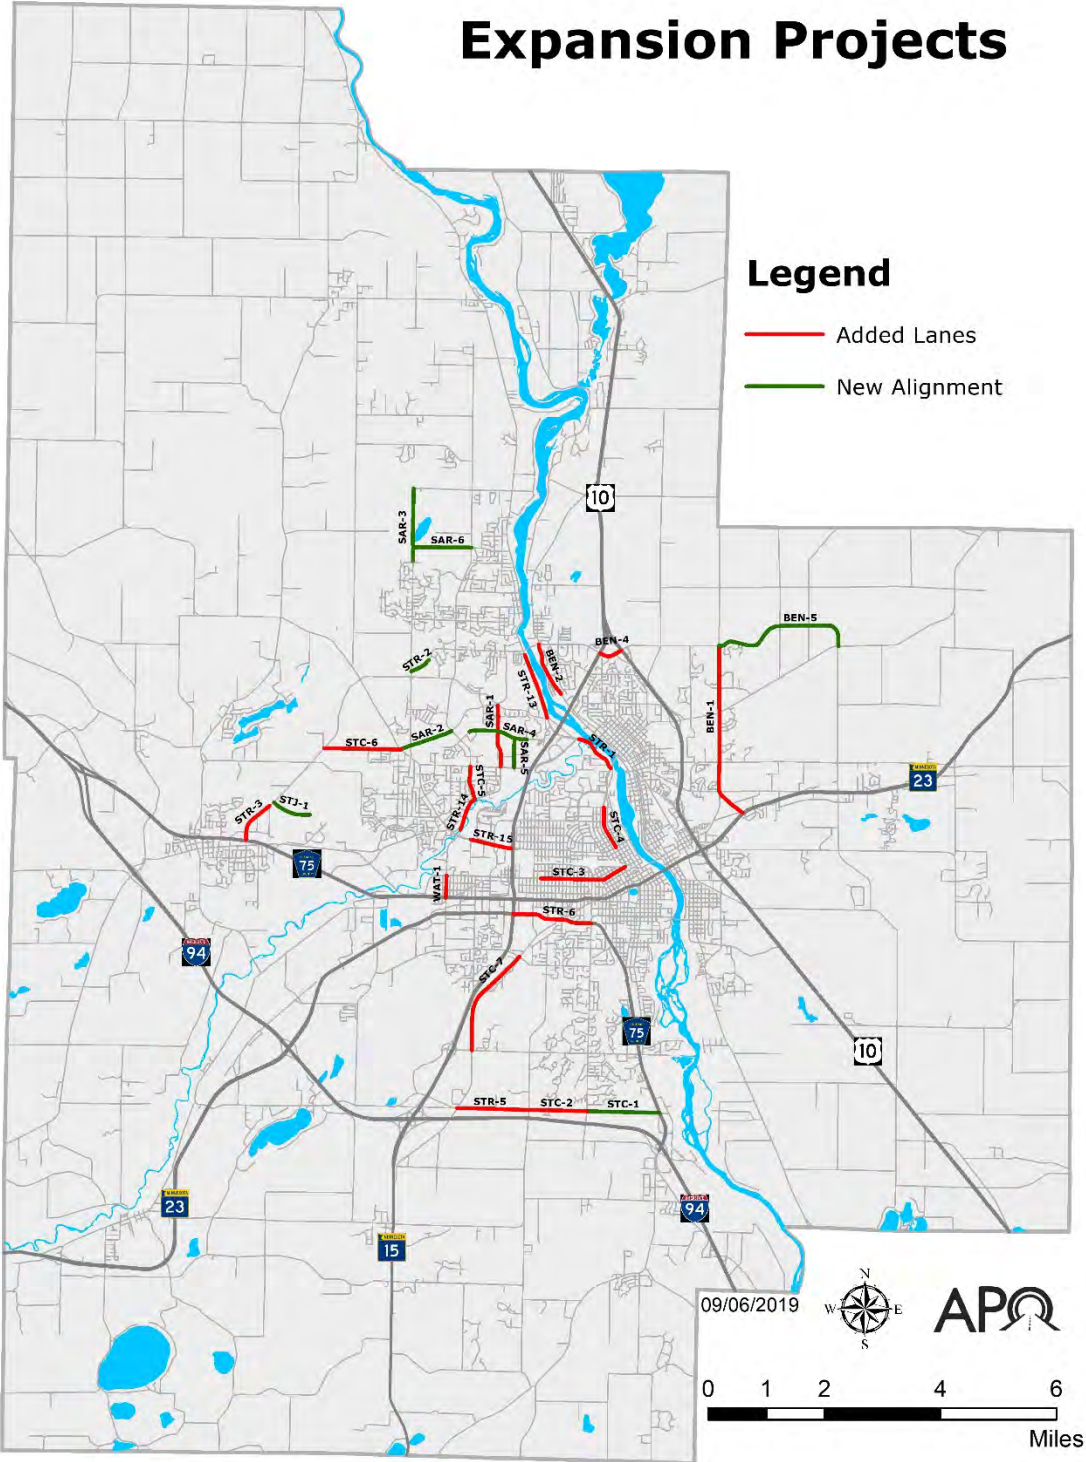 Expansion Projects
Legend
Added Lanes
New Alignment
10
SAR-3
SAR-6
BEN-5
BEN-4
STR-2
BEN-2
STR-13
SAR-1
BEN-1
SAR-2
SAR-4
STC-6
SAR-5
STR-1
STC-5
23
STR-3
STJ-1
STR-14
STC-4
STR-15
75
STC-3
WAT-1
STR-6
94
STC-7
75
10
STR-5
STC-2
STC-1
MINNESOTA
23
94
15
09/06/2019
N
W
E
S
APO
0 1 2 4 6
Miles